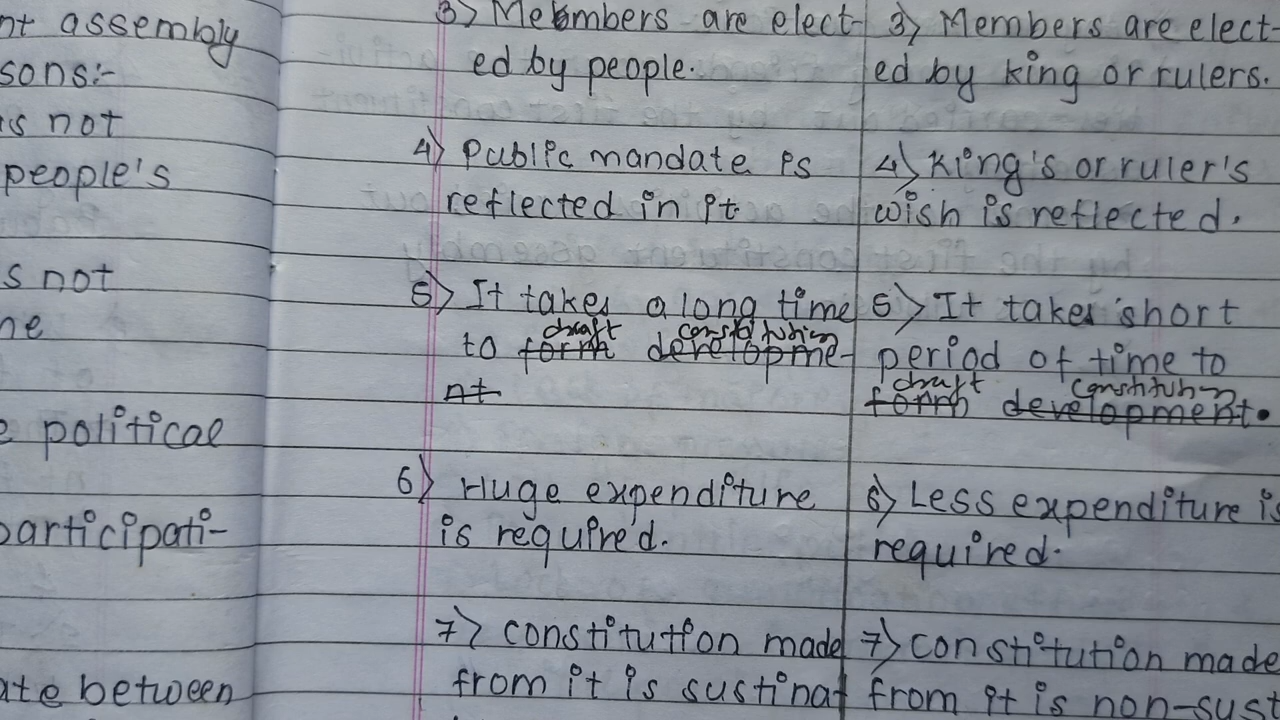 nt assembly
sons:-
is not
people's
s not
ne
e political
participati-
ate between
3) Members are elect-
ed by people.
4) Public mandate is
reflected in it
5) It takes a long time
draft constitution
to form developme-
nt
6) Huge expenditure
is required.
7) constitution made
from it is sustinat
3) Members are elect-
ed by king or rulers.
4) King's or ruler's
wish is reflected.
5) It takes short
period of time to
draft constitution
form development.
6) Less expenditure is
required.
7) constitution made
from it is non-sust